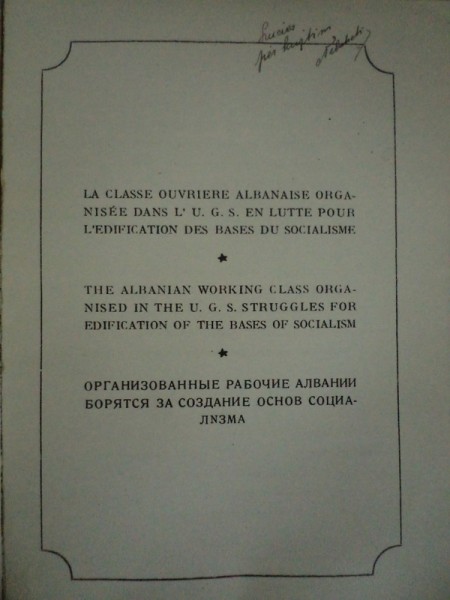 LA CLASSE OUVRIERE ALBANAISE ORGA-
NISÉE DANS L' U. G. S. EN LUTTE POUR
L'EDIFICATION DES BASES DU SOCIALISME
★
THE ALBANIAN WORKING CLASS ORGA-
NISED IN THE U. G. S. STRUGGLES FOR
EDIFICATION OF THE BASES OF SOCIALISM
★
ОРГАНИЗОВАННЫЕ РАБОЧИЕ АЛВАНИИ
БОРЯТСЯ ЗА СОЗДАНИЕ ОСНОВ СОЦИА-
ЛИЗМА